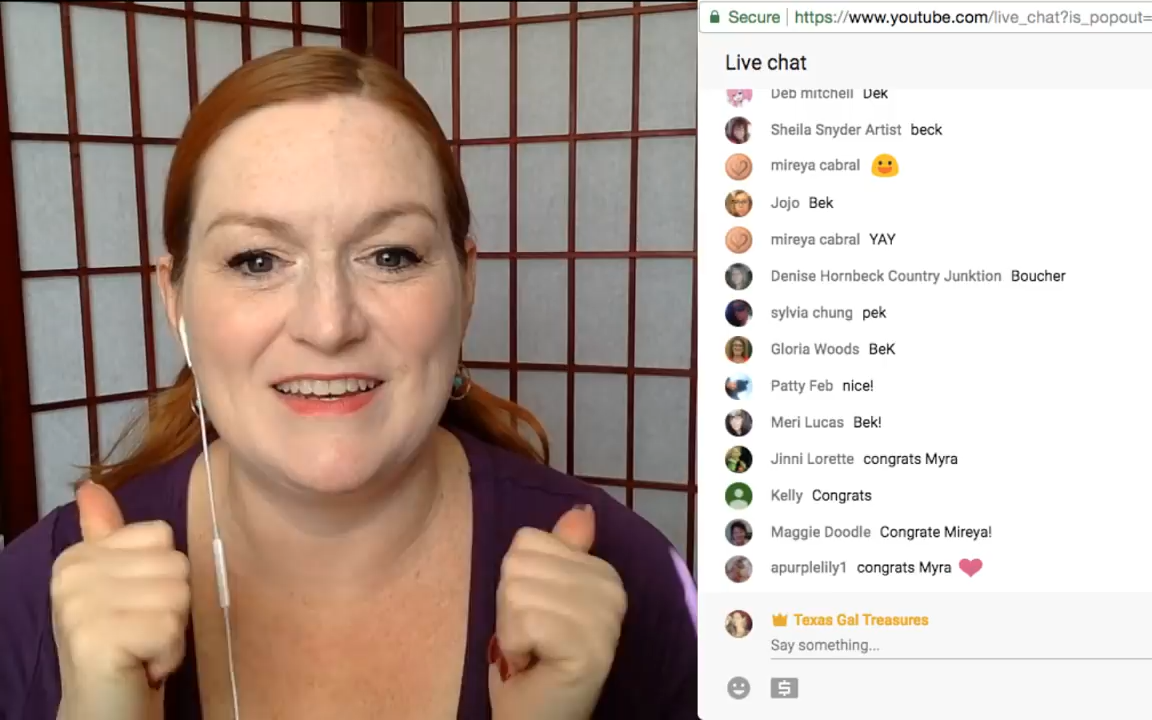 Secure | https://www.youtube.com/live_chat?is_popout=
Live chat
Deb mitchell Dek
Sheila Snyder Artist beck
mireya cabral
Jojo Bek
mireya cabral YAY
Denise Hornbeck Country Junktion Boucher
sylvia chung pek
Gloria Woods BeK
Patty Feb nice!
Meri Lucas Bek!
Jinni Lorette congrats Myra
Kelly Congrats
Maggie Doodle Congrate Mireya!
apurplelily1 congrats Myra
Texas Gal Treasures
Say something...